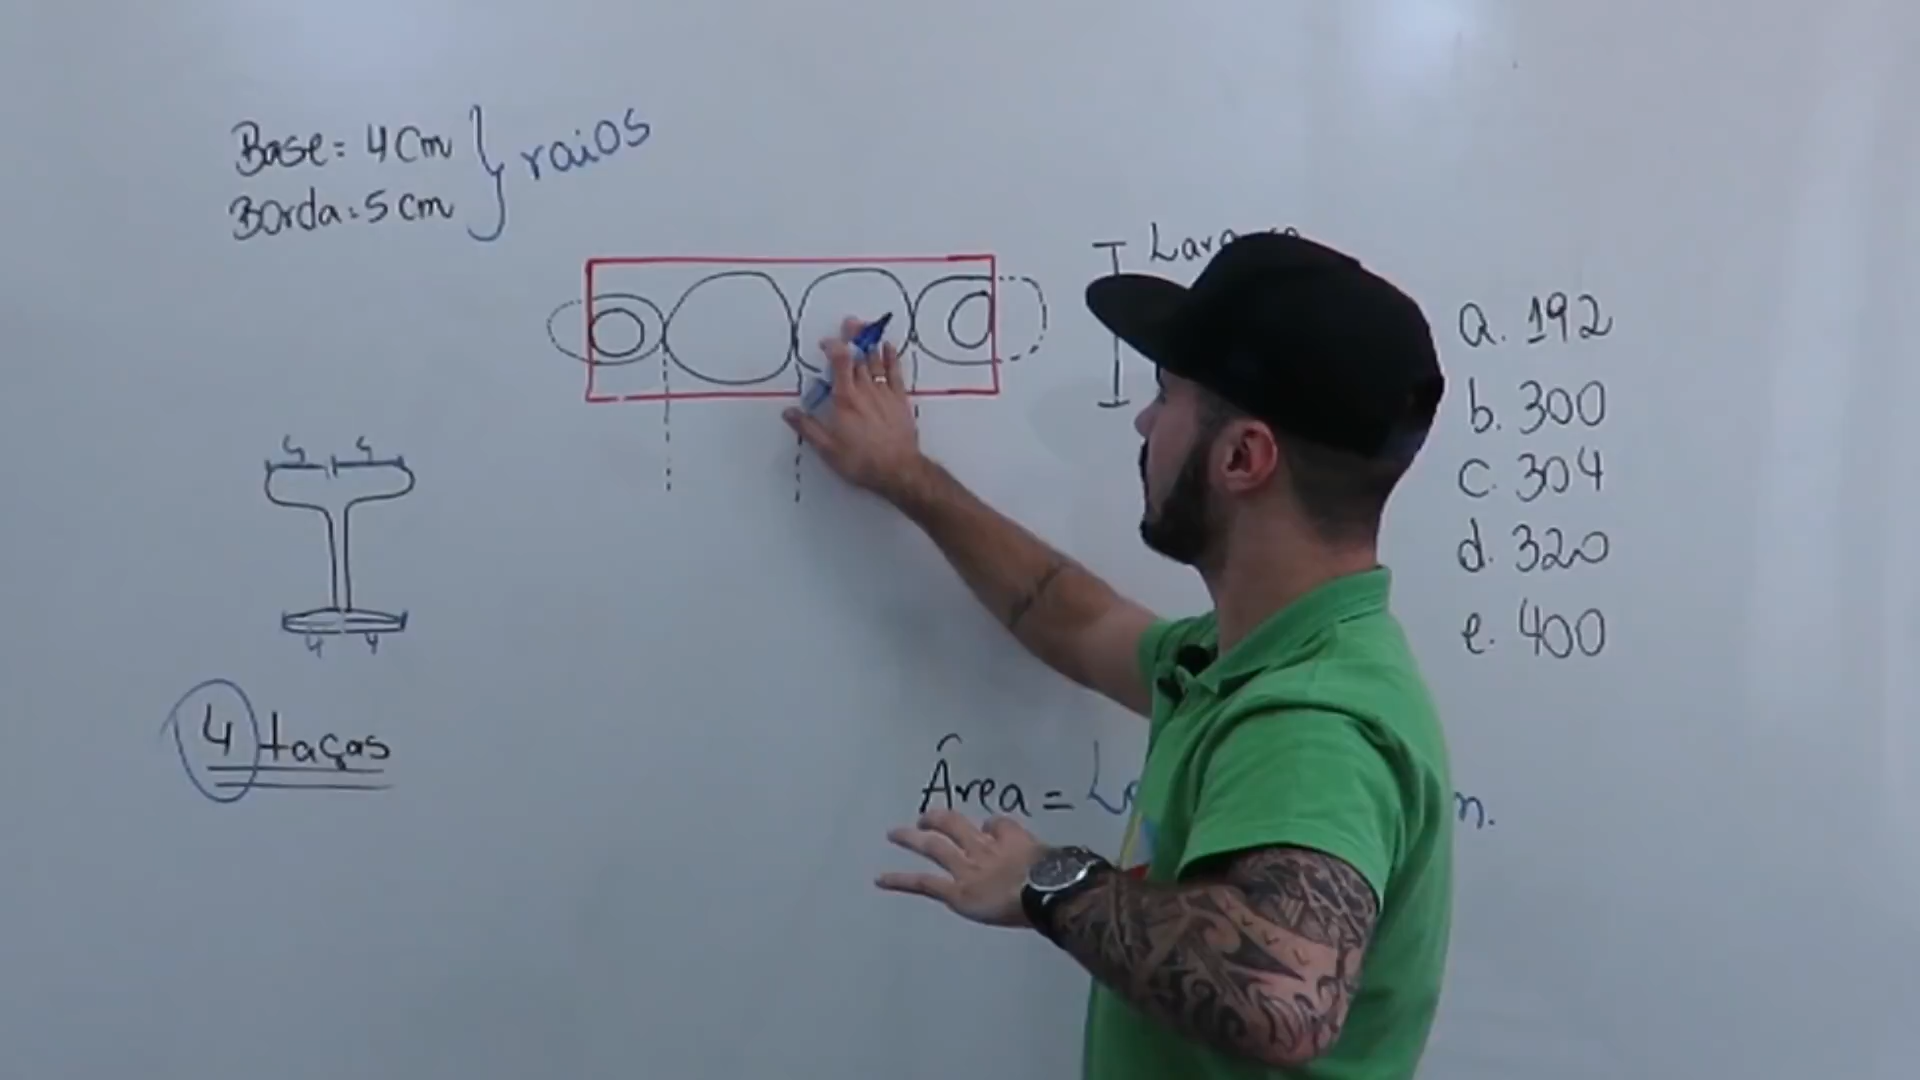 Base = 4 cm
Borda = 5 cm
raios
5 5
4 4
4 taças
a. 192
b. 300
c. 304
d. 320
e. 400
Área =